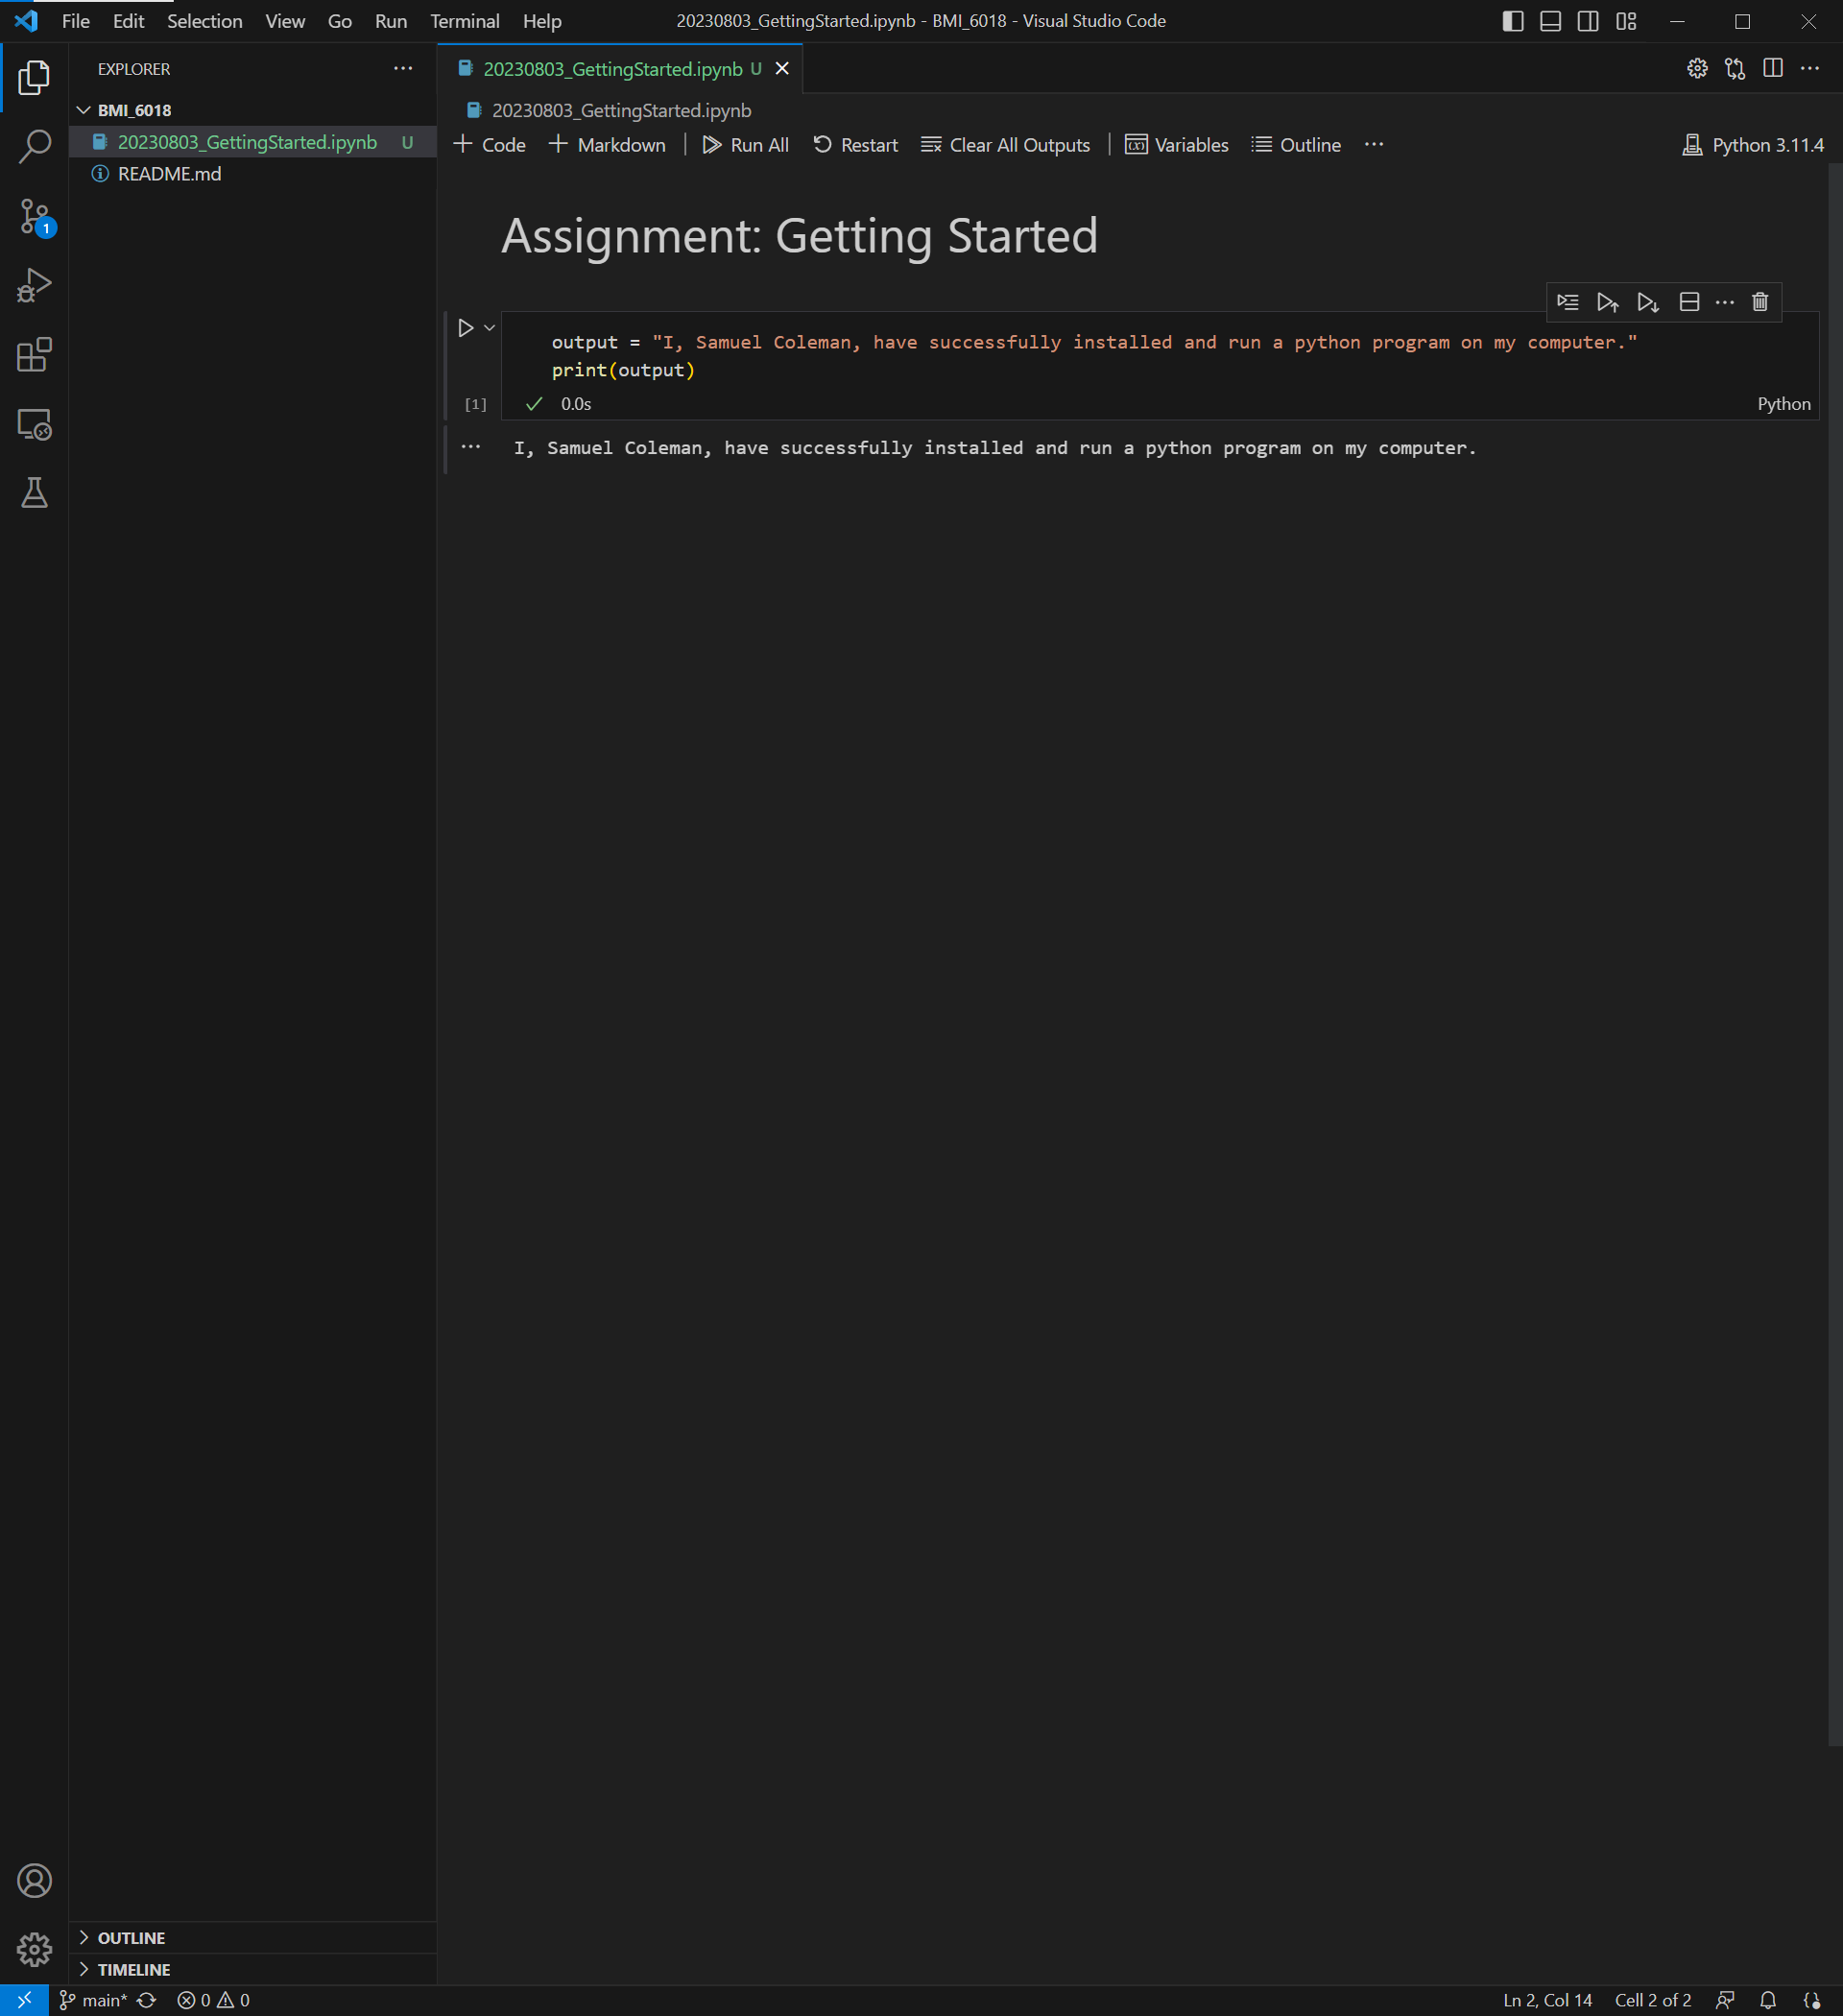 File Edit Selection View Go Run Terminal Help 20230803_GettingStarted.ipynb - BMI_6018 - Visual Studio Code
EXPLORER
20230803_GettingStarted.ipynb U
BMI_6018
20230803_GettingStarted.ipynb
20230803_GettingStarted.ipynb U
Code Markdown Run All Restart Clear All Outputs Variables Outline Python 3.11.4
README.md
1
Assignment: Getting Started
output = "I, Samuel Coleman, have successfully installed and run a python program on my computer."
print(output)
[1] 0.0s Python
I, Samuel Coleman, have successfully installed and run a python program on my computer.
OUTLINE
TIMELINE
main* 0 0 Ln 2, Col 14 Cell 2 of 2